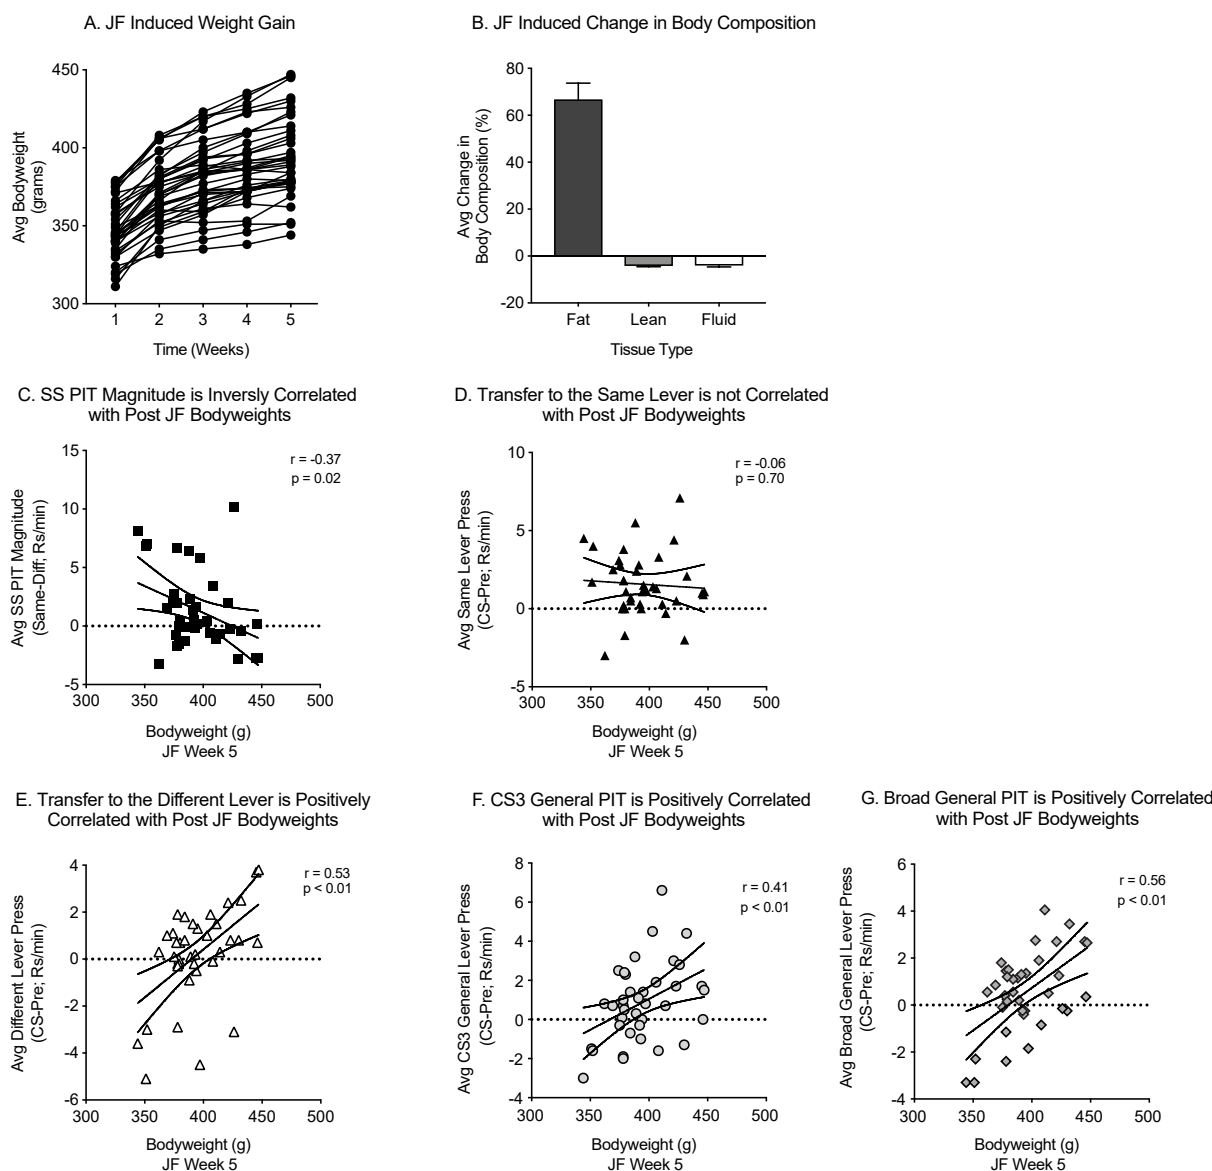 A. JF Induced Weight Gain
450
400
350
300
Avg Bodyweight
(grams)
1 2 3 4 5
Time (Weeks)
B. JF Induced Change in Body Composition
80
60
40
20
0
-20
Avg Change in
Body Composition (%)
Fat Lean Fluid
Tissue Type
C. SS PIT Magnitude is Inversly Correlated
with Post JF Bodyweights
15
10
5
0
-5
Avg SS PIT Magnitude
(Same-Diff; Rs/min)
r = -0.37
p = 0.02
300 350 400 450 500
Bodyweight (g)
JF Week 5
D. Transfer to the Same Lever is not Correlated
with Post JF Bodyweights
10
5
0
-5
Avg Same Lever Press
(CS-Pre; Rs/min)
r = -0.06
p = 0.70
300 350 400 450 500
Bodyweight (g)
JF Week 5
E. Transfer to the Different Lever is Positively
Correlated with Post JF Bodyweights
4
2
0
-2
-4
-6
Avg Different Lever Press
(CS-Pre; Rs/min)
r = 0.53
p < 0.01
300 350 400 450 500
Bodyweight (g)
JF Week 5
F. CS3 General PIT is Positively Correlated
with Post JF Bodyweights
8
6
4
2
0
-2
-4
Avg CS3 General Lever Press
(CS-Pre; Rs/min)
r = 0.41
p < 0.01
300 350 400 450 500
Bodyweight (g)
JF Week 5
G. Broad General PIT is Positively Correlated
with Post JF Bodyweights
6
4
2
0
-2
-4
Avg Broad General Lever Press
(CS-Pre; Rs/min)
r = 0.56
p < 0.01
300 350 400 450 500
Bodyweight (g)
JF Week 5